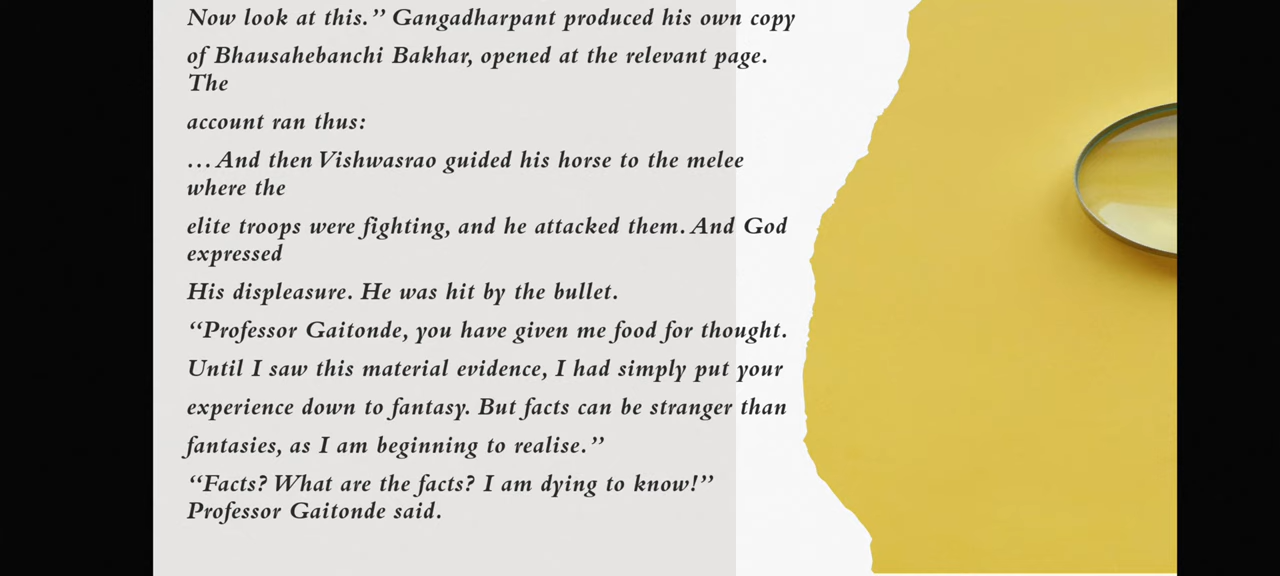 Now look at this.” Gangadharpant produced his own copy
of Bhausahebanchi Bakhar, opened at the relevant page.
The
account ran thus:
…And then Vishwasrao guided his horse to the melee
where the
elite troops were fighting, and he attacked them. And God
expressed
His displeasure. He was hit by the bullet.
“Professor Gaitonde, you have given me food for thought.
Until I saw this material evidence, I had simply put your
experience down to fantasy. But facts can be stranger than
fantasies, as I am beginning to realise.”
“Facts? What are the facts? I am dying to know!”
Professor Gaitonde said.